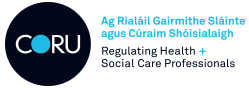 CORU
Ag Rialáil Gairmithe Sláinte
agus Cúraim Shóisialaigh
Regulating Health +
Social Care Professionals